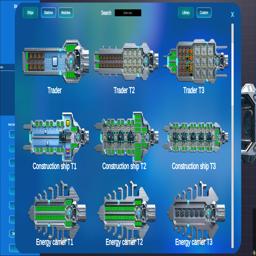 Ships Stations Modules Search Library Custom X
Trader Trader T2 Trader T3
Construction ship T1 Construction ship T2 Construction ship T3
Energy carrier T1 Energy carrier T2 Energy carrier T3